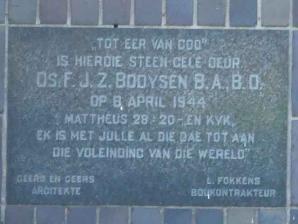 „TOT EER VAN GOD"
IS HIERDIE STEEN GELÊ DEUR
DS. F. J. Z. BOOYSEN B.A., B.D.
OP 6 APRIL 1944
MATTHEUS 28:20 - EN KYK,
EK IS MET JULLE AL DIE DAE TOT AAN
DIE VOLEINDING VAN DIE WÊRELD"
GEERS EN GEERS
ARGITEKTE
L. FOKKENS
BOUKONTRAKTEUR